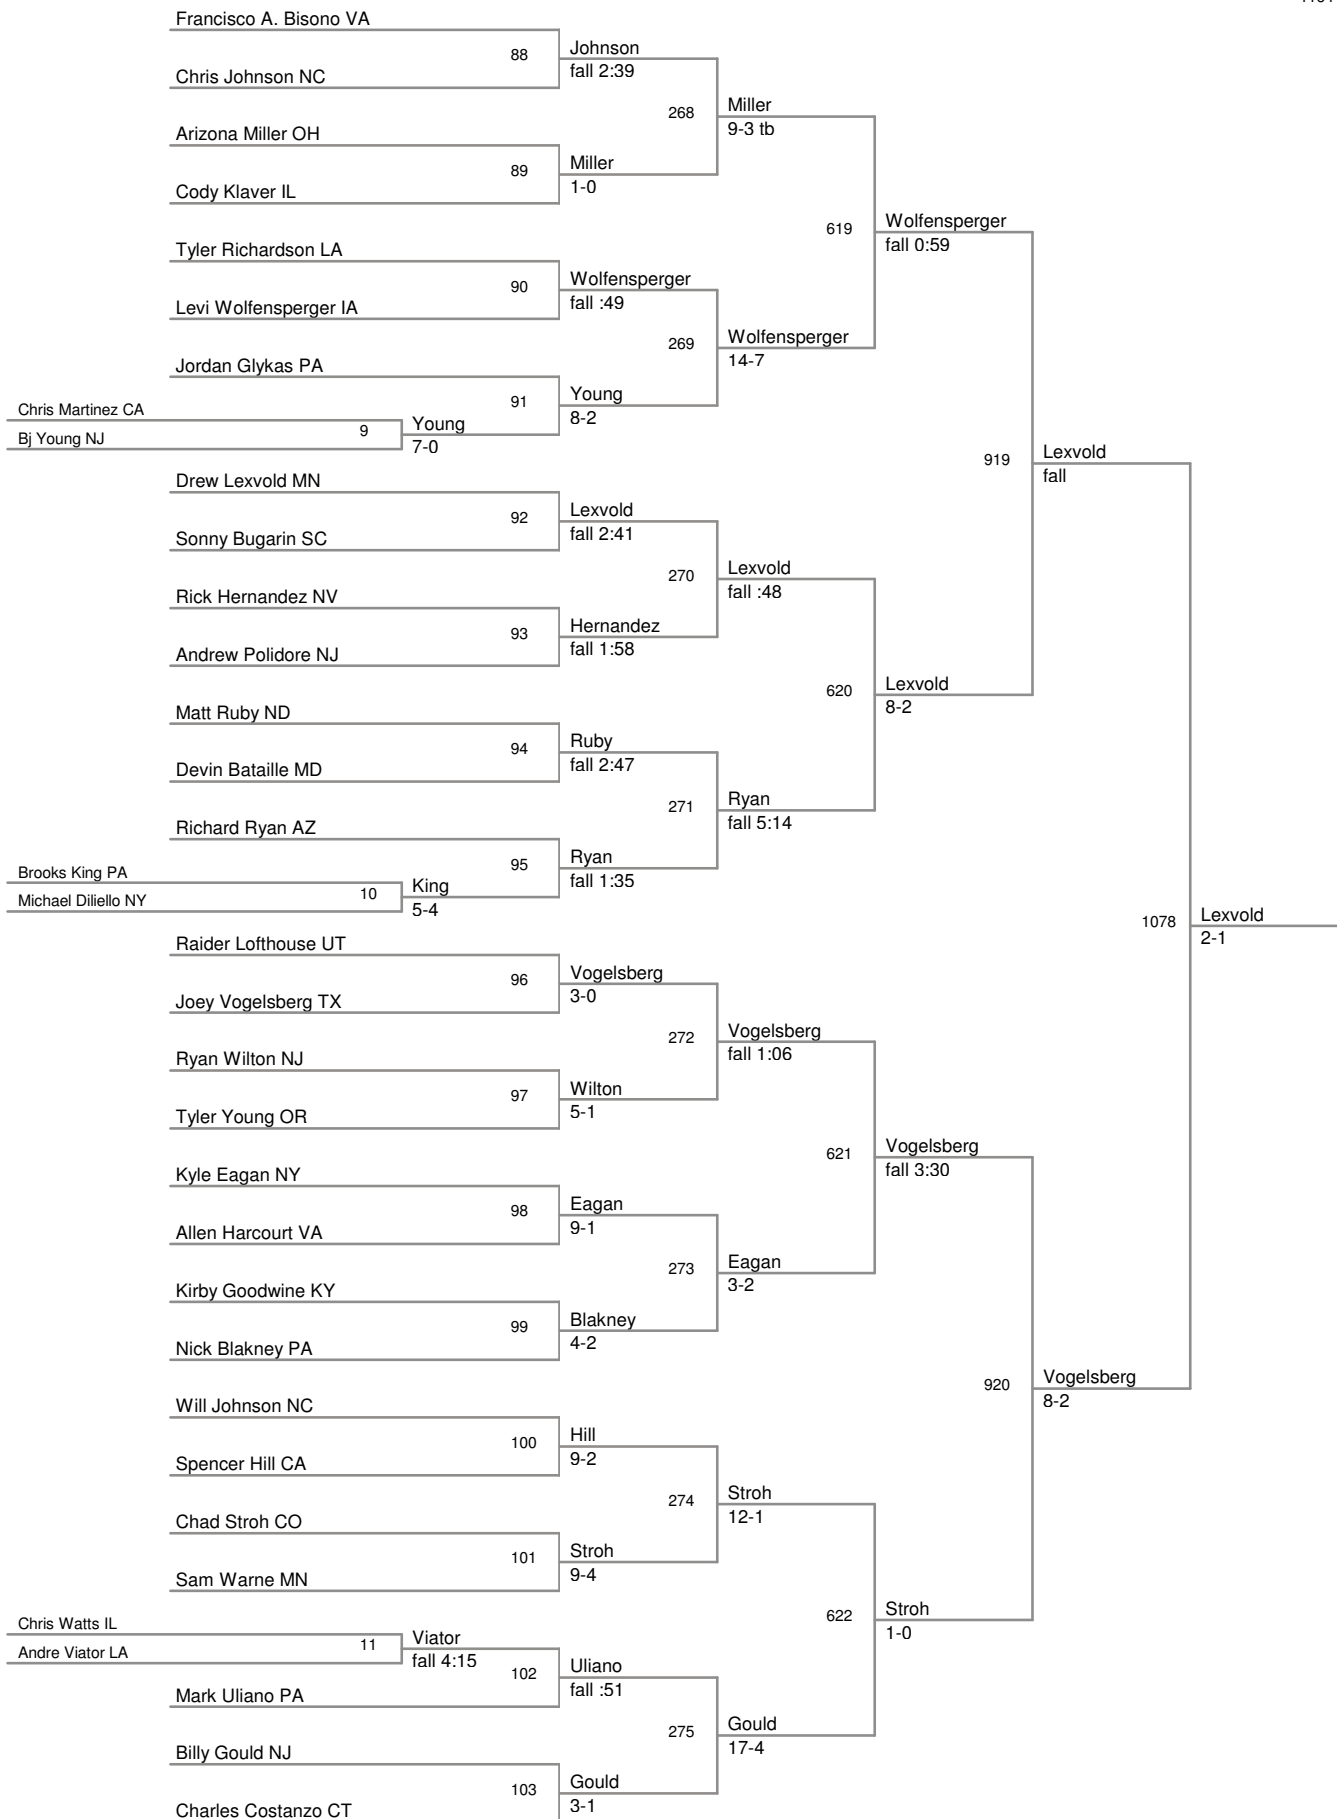 Francisco A. Bisono VA
88
Johnson
fall 2:39
Chris Johnson NC
268
Miller
9-3 tb
Arizona Miller OH
89
Miller
1-0
Cody Klaver IL
619
Wolfensperger
fall 0:59
Tyler Richardson LA
90
Wolfensperger
fall :49
Levi Wolfensperger IA
269
Wolfensperger
14-7
Jordan Glykas PA
91
Young
8-2
Chris Martinez CA
9
Young
7-0
Bj Young NJ
919
Lexvold
fall
Drew Lexvold MN
92
Lexvold
fall 2:41
Sonny Bugarin SC
270
Lexvold
fall :48
Rick Hernandez NV
93
Hernandez
fall 1:58
Andrew Polidore NJ
620
Lexvold
8-2
Matt Ruby ND
94
Ruby
fall 2:47
Devin Bataille MD
271
Ryan
fall 5:14
Richard Ryan AZ
95
Ryan
fall 1:35
Brooks King PA
10
King
5-4
Michael Diliello NY
1078
Lexvold
2-1
Raider Lofthouse UT
96
Vogelsberg
3-0
Joey Vogelsberg TX
272
Vogelsberg
fall 1:06
Ryan Wilton NJ
97
Wilton
5-1
Tyler Young OR
621
Vogelsberg
fall 3:30
Kyle Eagan NY
98
Eagan
9-1
Allen Harcourt VA
273
Eagan
3-2
Kirby Goodwine KY
99
Blakney
4-2
Nick Blakney PA
920
Vogelsberg
8-2
Will Johnson NC
100
Hill
9-2
Spencer Hill CA
274
Stroh
12-1
Chad Stroh CO
101
Stroh
9-4
Sam Warne MN
622
Stroh
1-0
Chris Watts IL
11
Viator
fall 4:15
Andre Viator LA
102
Uliano
fall :51
Mark Uliano PA
275
Gould
17-4
Billy Gould NJ
103
Gould
3-1
Charles Costanzo CT